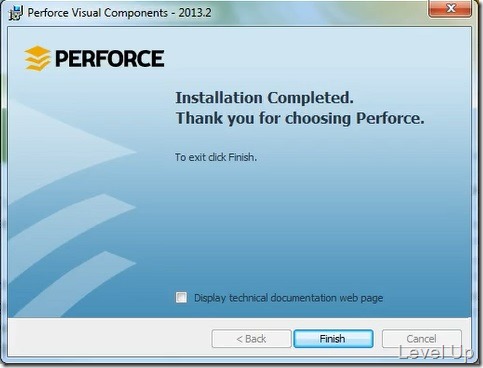 Perforce Visual Components - 2013.2
PERFORCE
Installation Completed.
Thank you for choosing Perforce.
To exit click Finish.
Display technical documentation web page
< Back
Finish
Cancel
Level Up